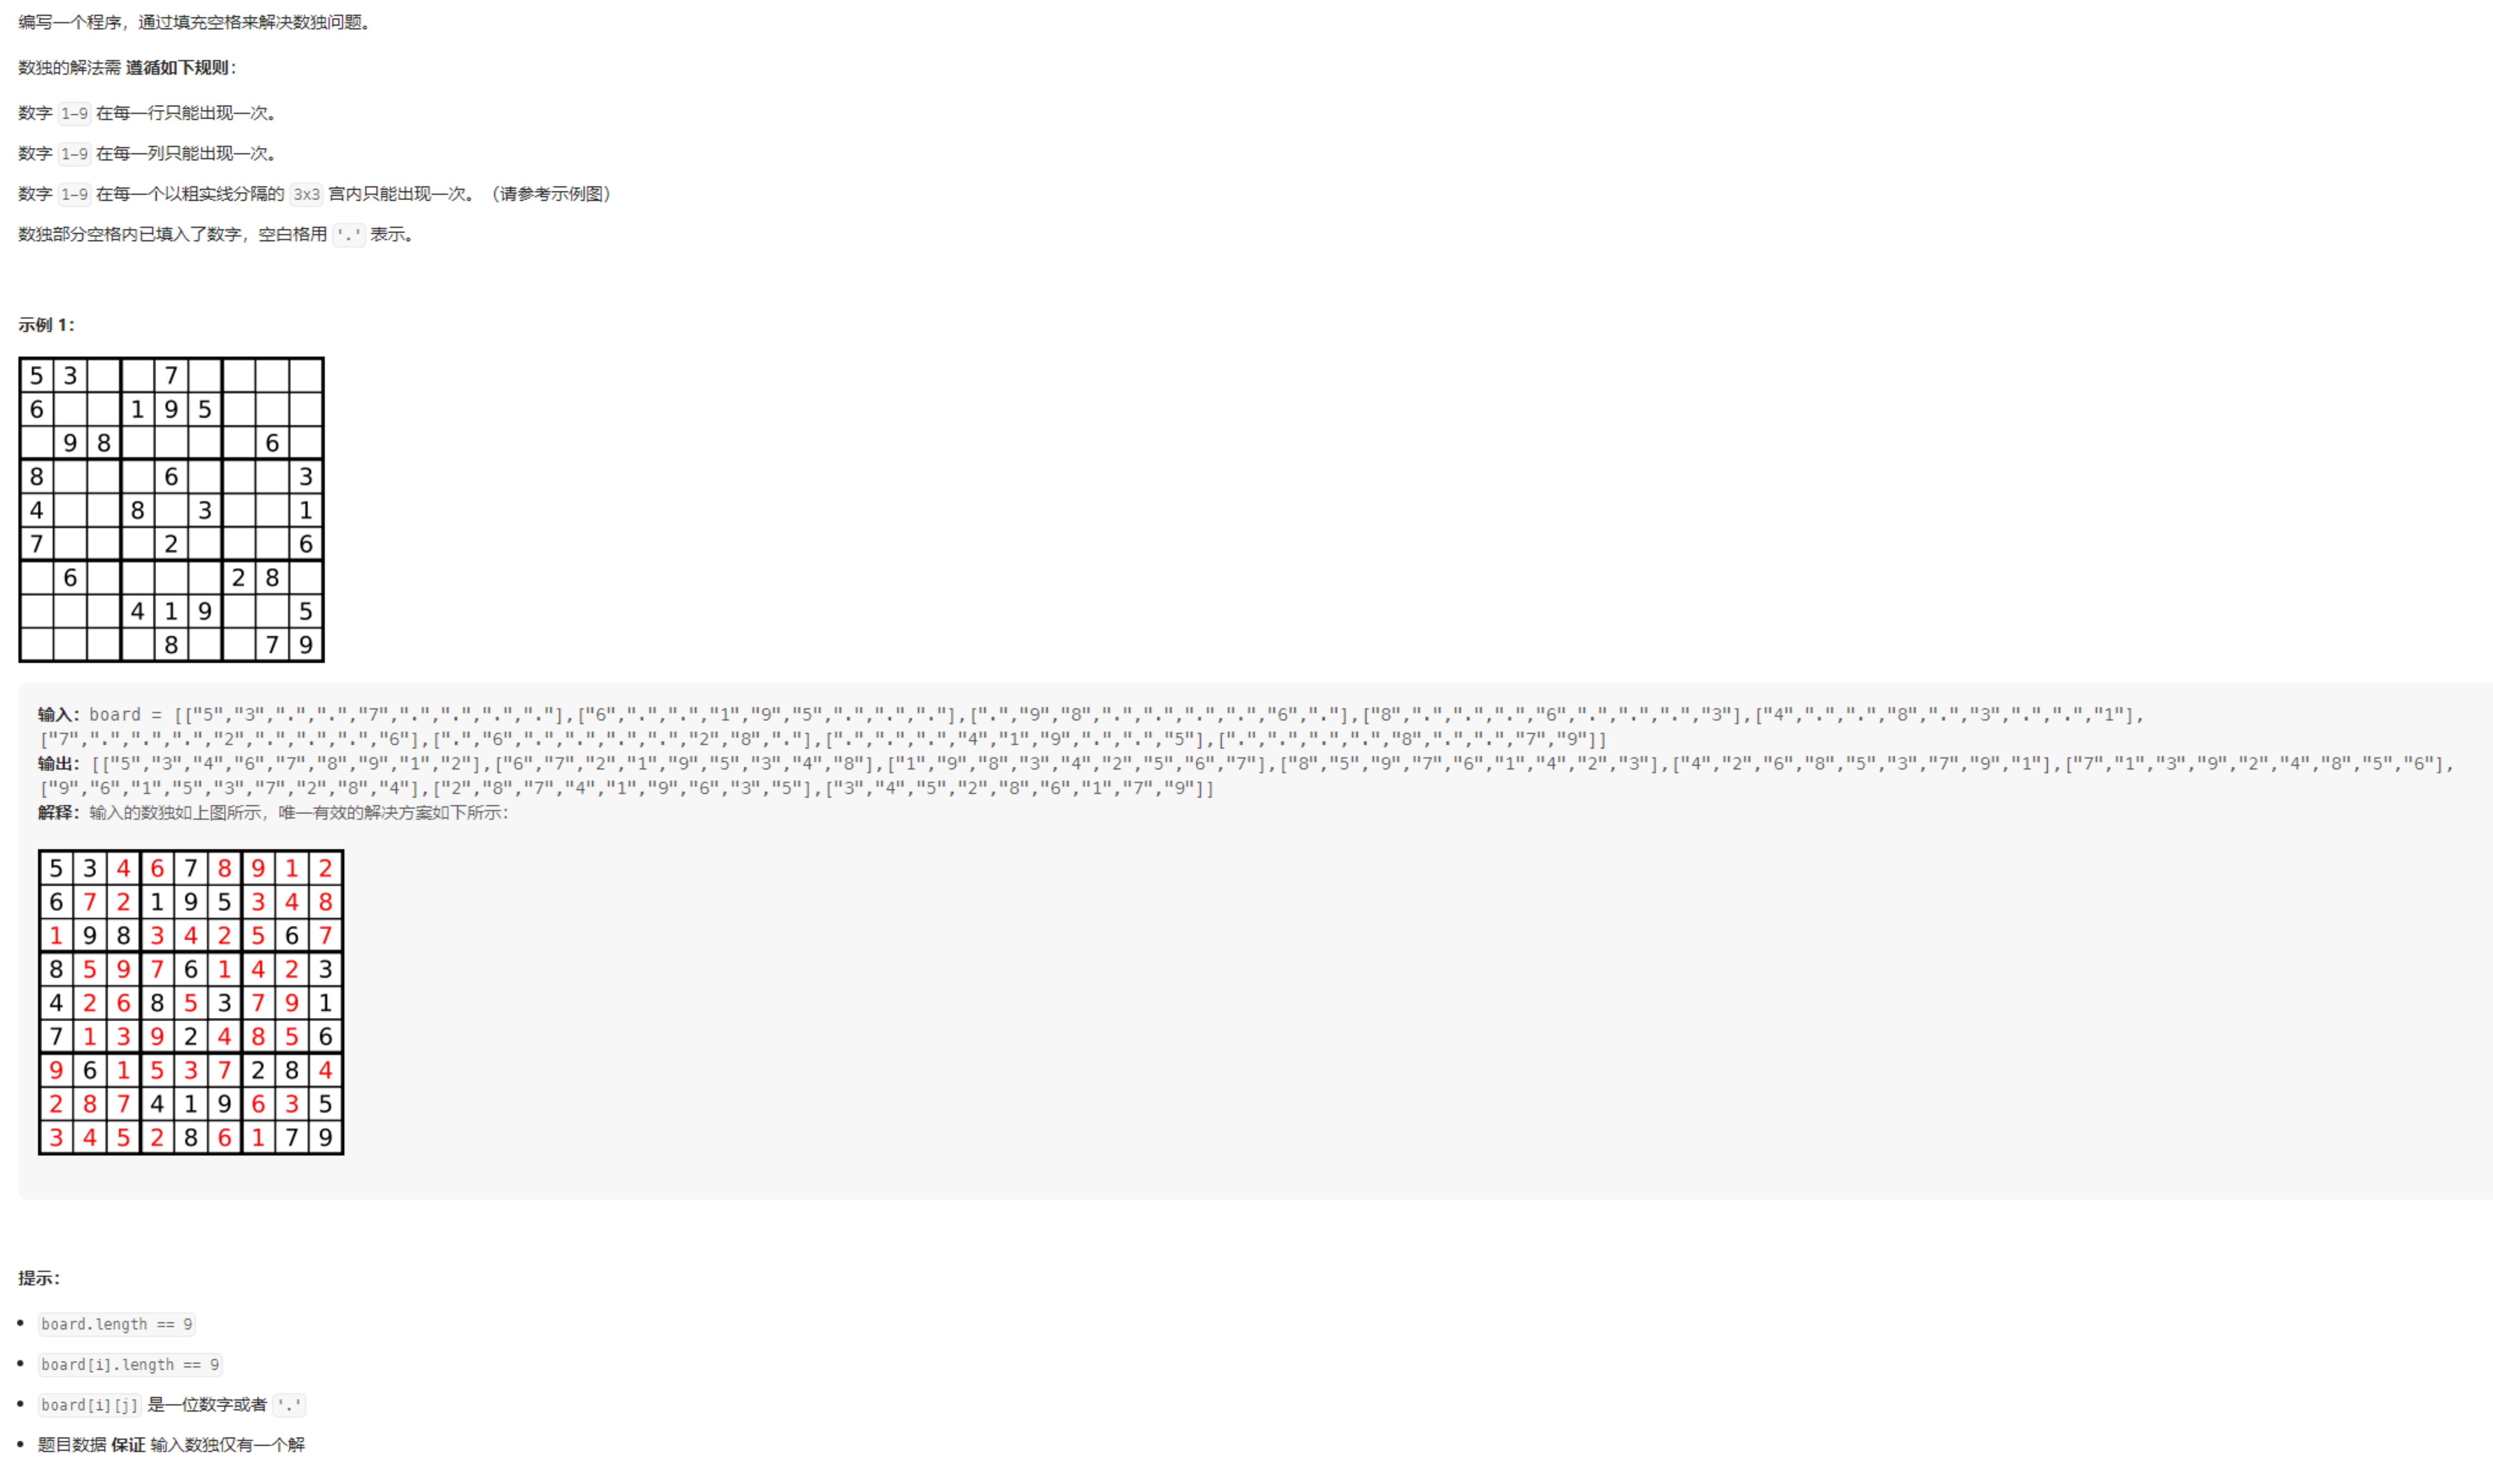 编写一个程序，通过填充空格来解决数独问题。
数独的解法需 遵循如下规则：
数字 1-9 在每一行只能出现一次。
数字 1-9 在每一列只能出现一次。
数字 1-9 在每一个以粗实线分隔的 3x3 宫内只能出现一次。（请参考示例图）
数独部分空格内已填入了数字，空白格用 '.' 表示。
示例 1：
5 3 7
6 1 9 5
9 8 6
8 6 3
4 8 3 1
7 2 6
6 2 8
4 1 9 5
8 7 9
输入：board = [["5","3",".",".","7",".",".",".","."],["6",".",".","1","9","5",".",".","."],[".","9","8",".",".",".",".","6","."],["8",".",".",".","6",".",".",".","3"],["4",".",".","8",".","3",".",".","1"],
["7",".",".",".","2",".",".",".","6"],[".","6",".",".",".",".","2","8","."],[".",".",".","4","1","9",".",".","5"],[".",".",".",".","8",".",".","7","9"]]
输出：[["5","3","4","6","7","8","9","1","2"],["6","7","2","1","9","5","3","4","8"],["1","9","8","3","4","2","5","6","7"],["8","5","9","7","6","1","4","2","3"],["4","2","6","8","5","3","7","9","1"],["7","1","3","9","2","4","8","5","6"],
["9","6","1","5","3","7","2","8","4"],["2","8","7","4","1","9","6","3","5"],["3","4","5","2","8","6","1","7","9"]]
解释：输入的数独如上图所示，唯一有效的解决方案如下所示：
5 3 4 6 7 8 9 1 2
6 7 2 1 9 5 3 4 8
1 9 8 3 4 2 5 6 7
8 5 9 7 6 1 4 2 3
4 2 6 8 5 3 7 9 1
7 1 3 9 2 4 8 5 6
9 6 1 5 3 7 2 8 4
2 8 7 4 1 9 6 3 5
3 4 5 2 8 6 1 7 9
提示：
• board.length == 9
• board[i].length == 9
• board[i][j] 是一位数字或者 '.'
• 题目数据 保证 输入数独仅有一个解